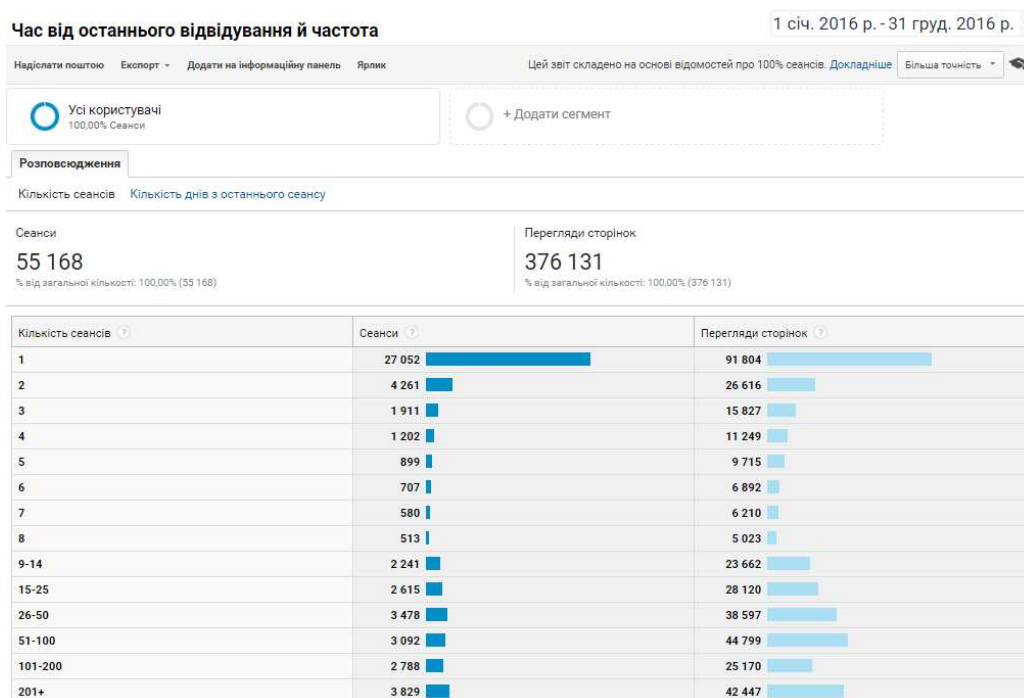 Час від останнього відвідування й частота
1 січ. 2016 р. - 31 груд. 2016 р.
Надіслати поштою Експорт Додати на інформаційну панель Ярлик
Цей звіт складено на основі відомостей про 100% сеансів. Докладніше Більша точність
Усі користувачі
100,00% Сеанси
+ Додати сегмент
Розповсюдження
Кількість сеансів Кількість днів з останнього сеансу
Сеанси Перегляди сторінок
55 168 376 131
% від загальної кількості: 100,00% (55 168) % від загальної кількості: 100,00% (376 131)
Кількість сеансів ? Сеанси ? Перегляди сторінок ?
1 27 052 91 804
2 4 261 26 616
3 1 911 15 827
4 1 202 11 249
5 899 9 715
6 707 6 892
7 580 6 210
8 513 5 023
9-14 2 241 23 662
15-25 2 615 28 120
26-50 3 478 38 597
51-100 3 092 44 799
101-200 2 788 25 170
201+ 3 829 42 447